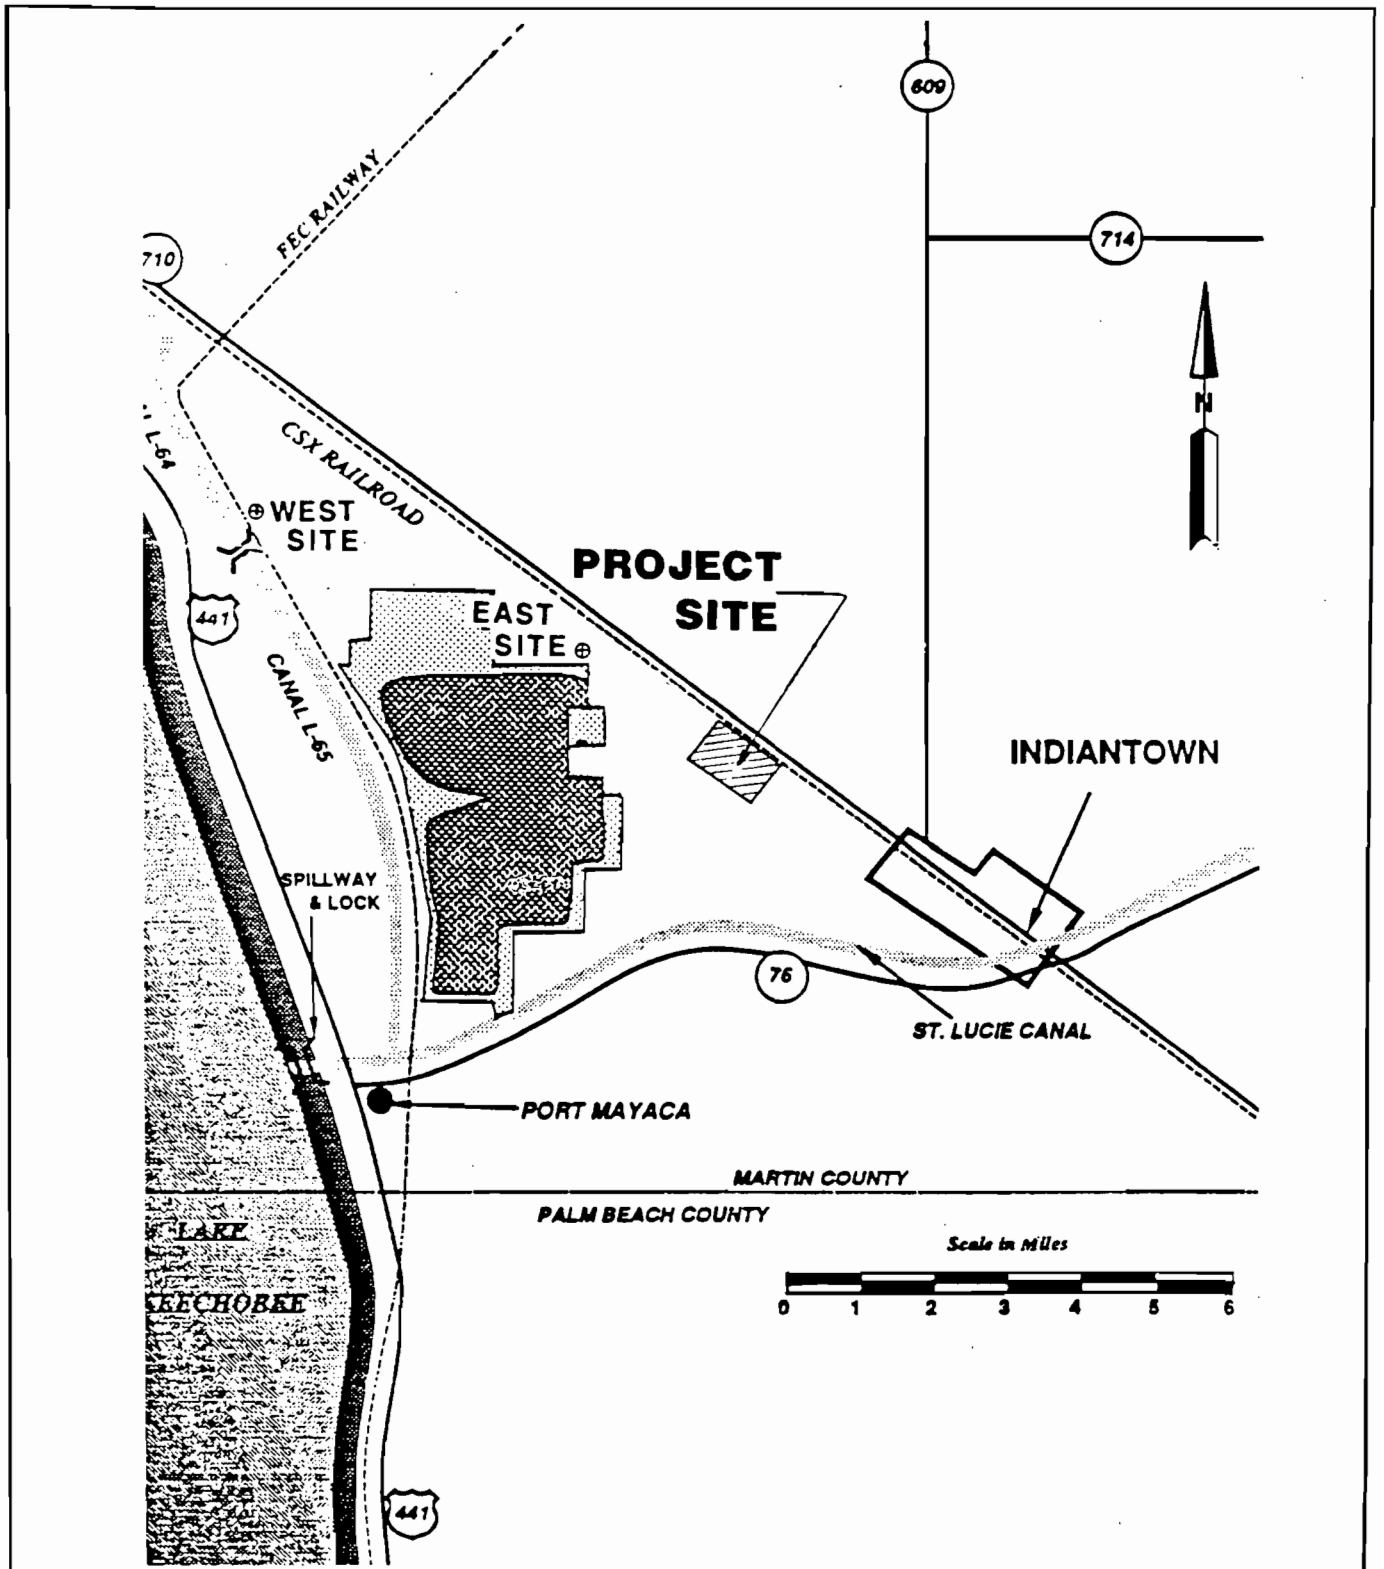 609
FEC RAILWAY
714
710
N
CSX RAILROAD
L-64
WEST
SITE
PROJECT
SITE
EAST
SITE
441
CANAL L-65
INDIANTOWN
SPILLWAY
& LOCK
76
ST. LUCIE CANAL
PORT MAYACA
MARTIN COUNTY
PALM BEACH COUNTY
LAKE
Scale in Miles
EECHOBEE
0 1 2 3 4 5 6
441